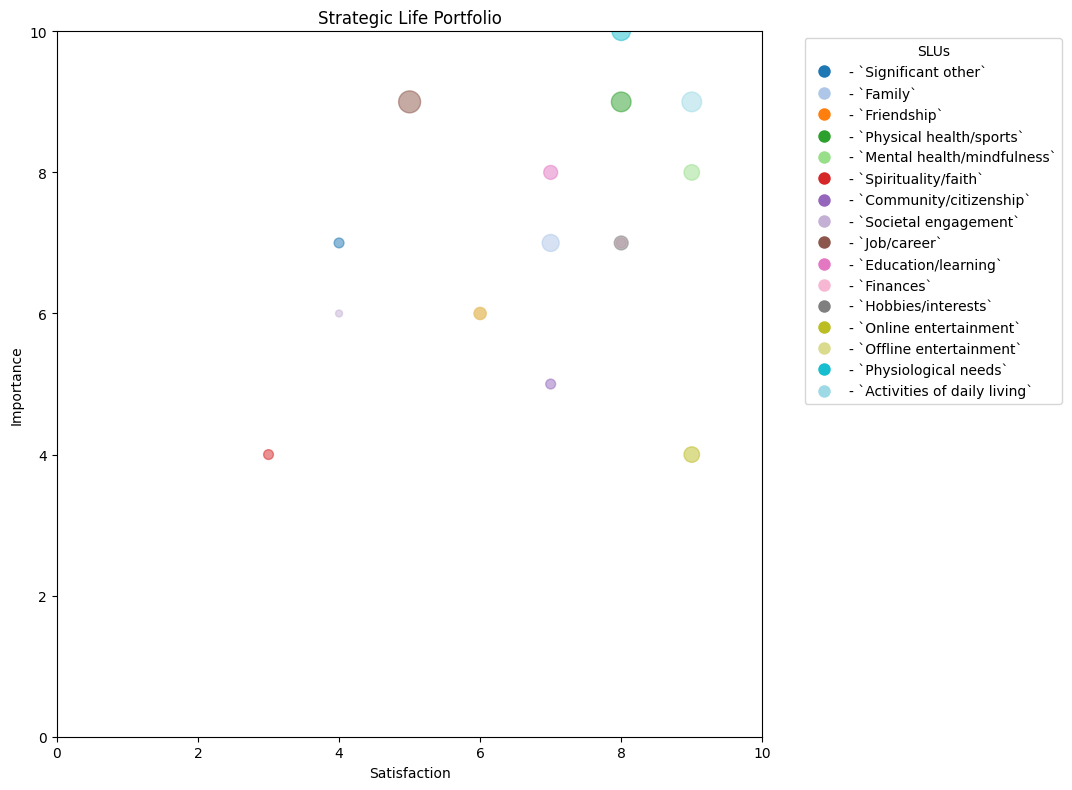 Strategic Life Portfolio
10
8
6
4
2
0
Importance
0 2 4 6 8 10
Satisfaction
SLUs
- `Significant other`
- `Family`
- `Friendship`
- `Physical health/sports`
- `Mental health/mindfulness`
- `Spirituality/faith`
- `Community/citizenship`
- `Societal engagement`
- `Job/career`
- `Education/learning`
- `Finances`
- `Hobbies/interests`
- `Online entertainment`
- `Offline entertainment`
- `Physiological needs`
- `Activities of daily living`